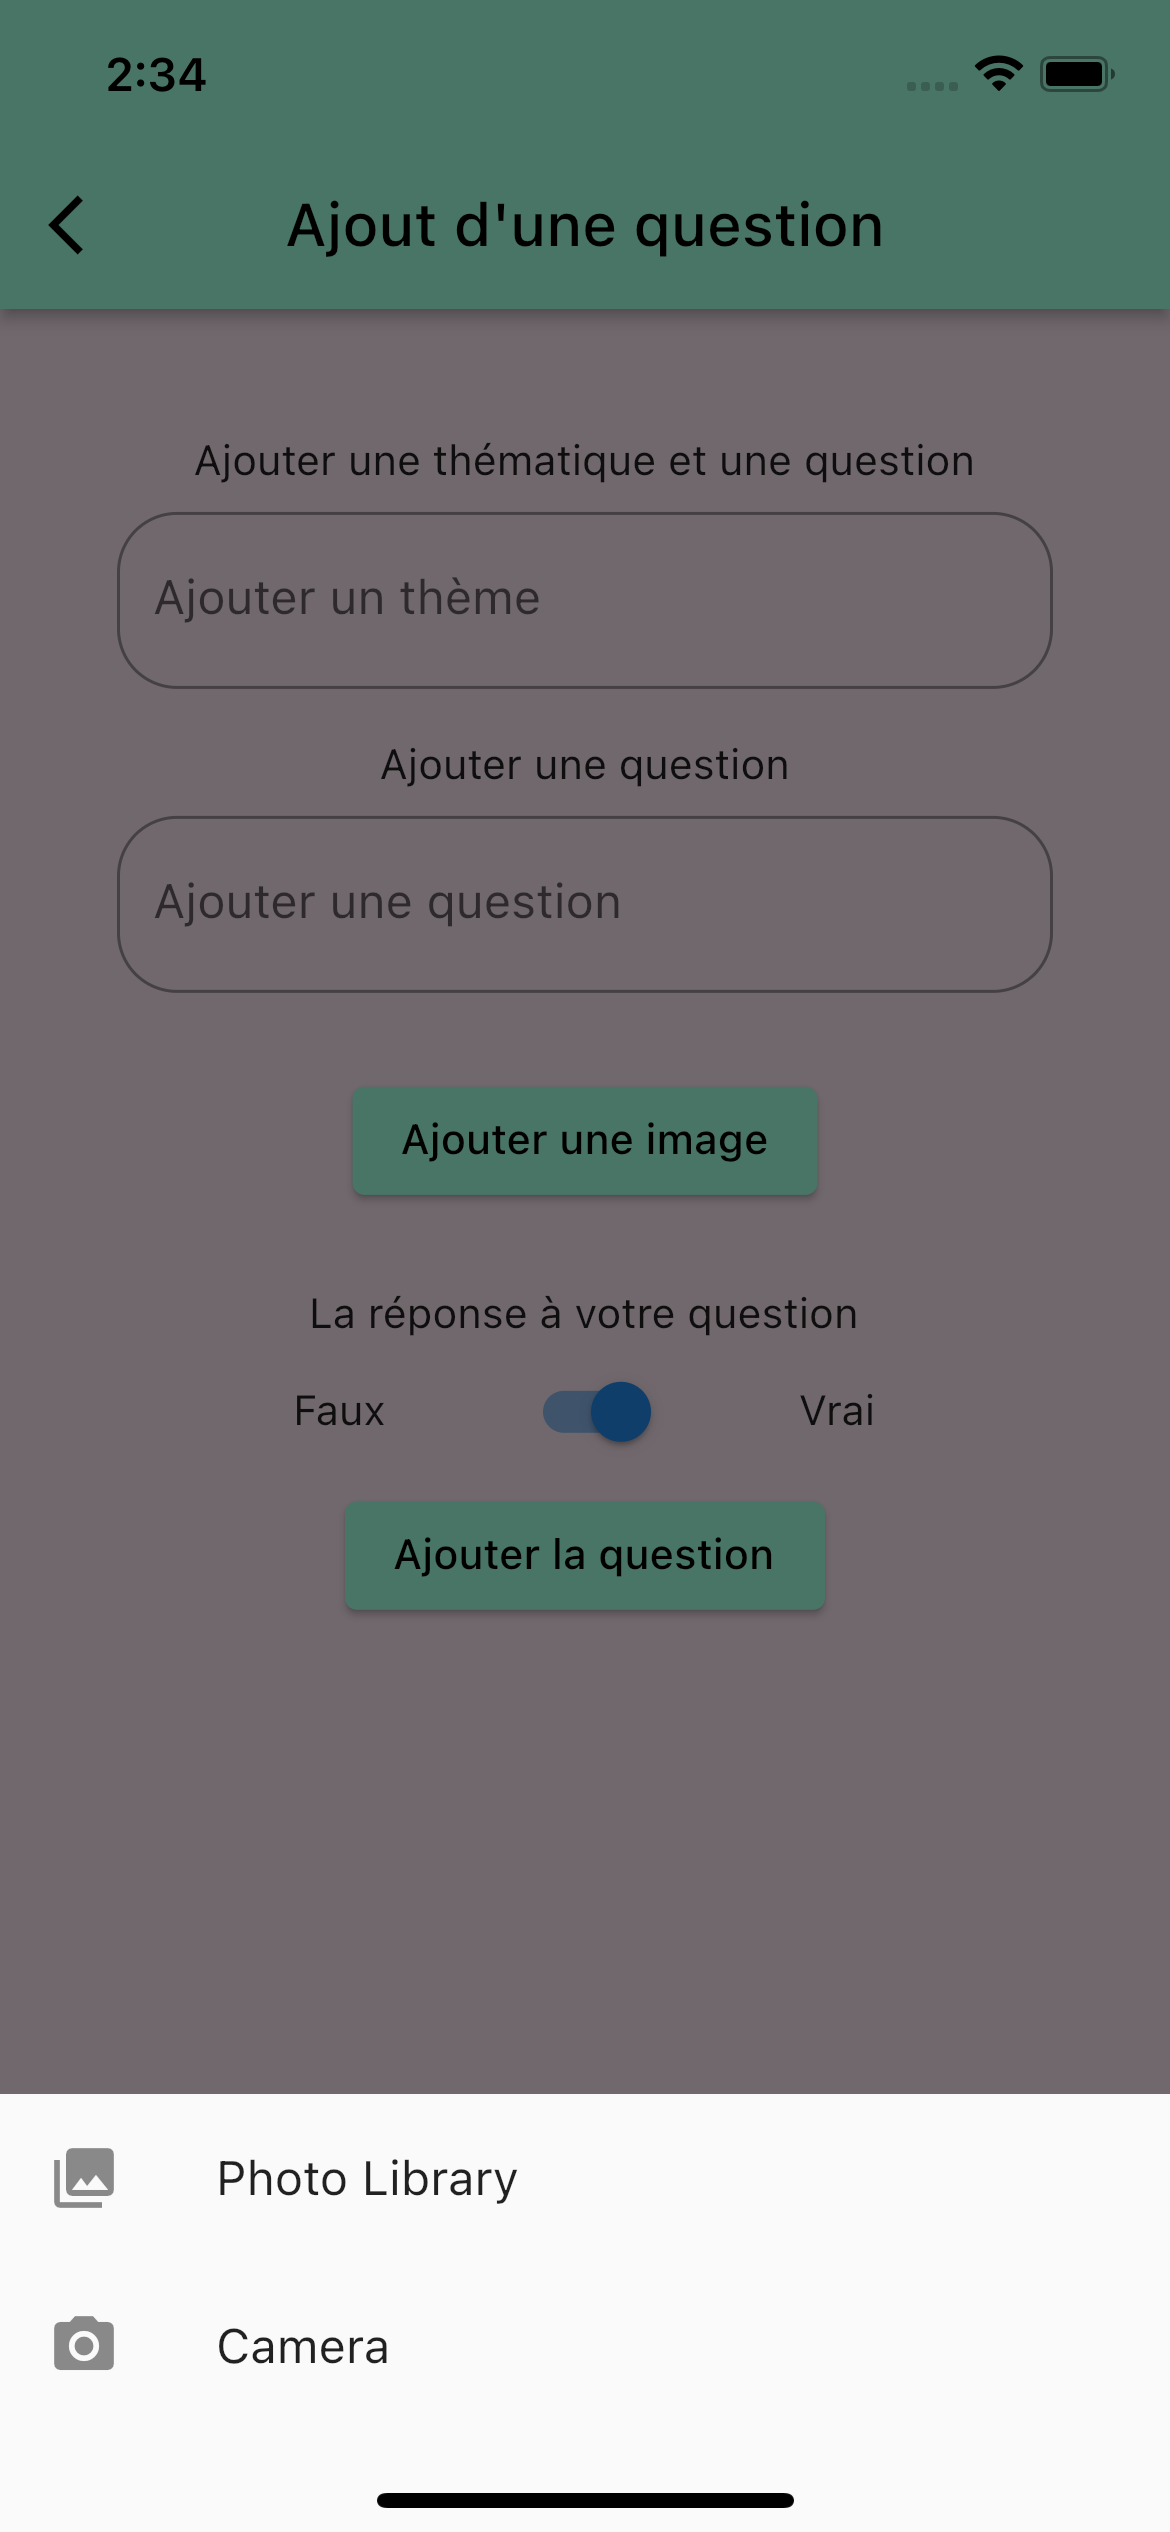 2:34
Ajout d'une question
Ajouter une thématique et une question
Ajouter un thème
Ajouter une question
Ajouter une question
Ajouter une image
La réponse à votre question
Faux Vrai
Ajouter la question
Photo Library
Camera